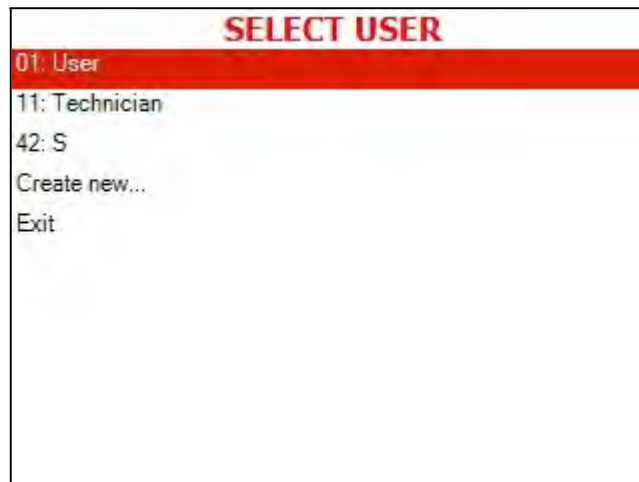 SELECT USER
01: User
11: Technician
42: S
Create new...
Exit